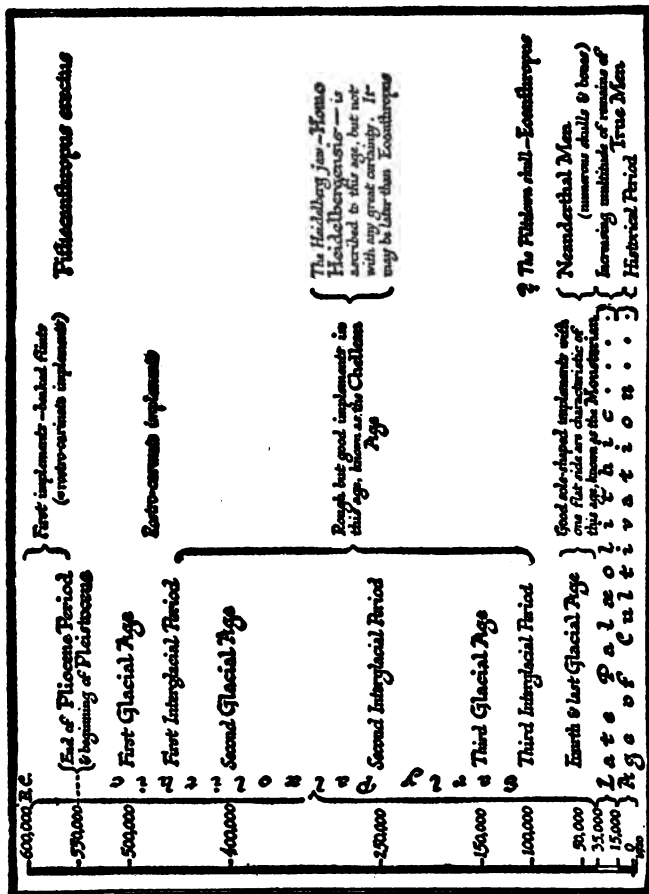 600,000 B.C.
End of Pliocene Period
& beginning of Pleistocene
First implements–baked flints
(=rostro-carinate implements)
Pithecanthropus erectus
550,000
First Glacial Age
500,000
Rostro-carinate implements
First Interglacial Period
Second Glacial Age
400,000
Rough but good implements in
this age, known as the Chellean
Age
The Heidelberg jaw–Homo
Heidelbergensis — is
ascribed to this age, but not
with any great certainty. It
may be later than Eoanthropus
Second Interglacial Period
250,000
Third Glacial Age
150,000
Third Interglacial Period
100,000
? The Piltdown skull–Eoanthropus
Fourth & last Glacial Age
50,000
Good sole-shaped implements with
one flat side are characteristic of
this age, known as the Mousterian
Neanderthal Men
(numerous skulls & bones)
35,000
Late Palæolithic....
Increasing multitude of remains of
True Men
15,000
Age of Cultivation...
Historical Period
0